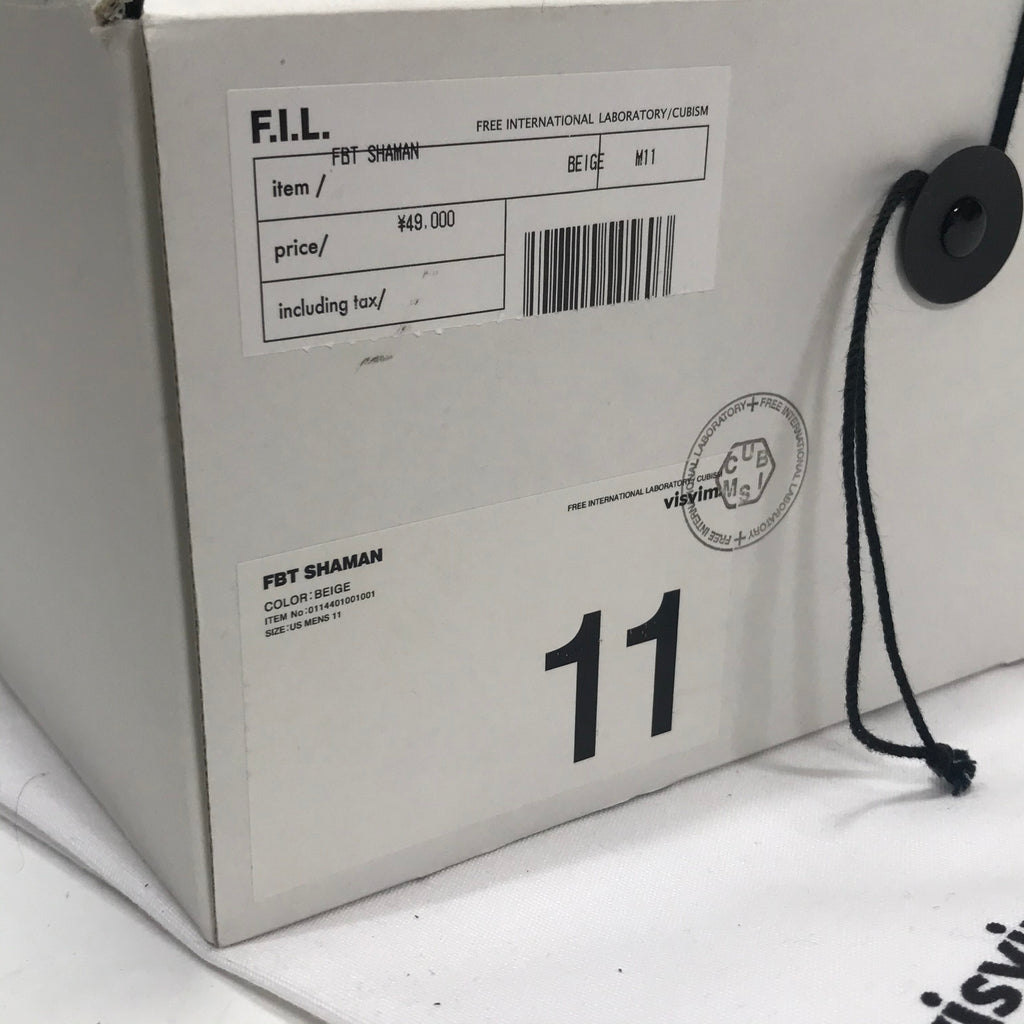 F.I.L.
FREE INTERNATIONAL LABORATORY/CUBISM
item / FBT SHAMAN BEIGE M11
price/ ¥49,000
including tax/
FREE INTERNATIONAL LABORATORY + FREE INTERNATIONAL LABORATORY +
CUBISM
FREE INTERNATIONAL LABORATORY CUBISM
visvim
FBT SHAMAN
COLOR:BEIGE
ITEM No:0114401001001
SIZE:US MENS 11
11
visvim